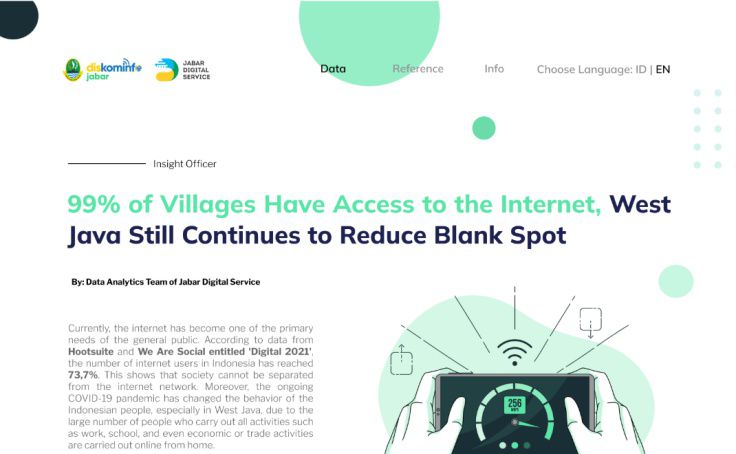 diskominfo
jabar
JABAR
DIGITAL
SERVICE
Data Reference Info Choose Language: ID | EN
Insight Officer
99% of Villages Have Access to the Internet, West
Java Still Continues to Reduce Blank Spot
By: Data Analytics Team of Jabar Digital Service
Currently, the internet has become one of the primary
needs of the general public. According to data from
Hootsuite and We Are Social entitled 'Digital 2021',
the number of internet users in Indonesia has reached
73,7%. This shows that society cannot be separated
from the internet network. Moreover, the ongoing
COVID-19 pandemic has changed the behavior of the
Indonesian people, especially in West Java, due to the
large number of people who carry out all activities such
as work, school, and even economic or trade activities
are carried out online from home.
256